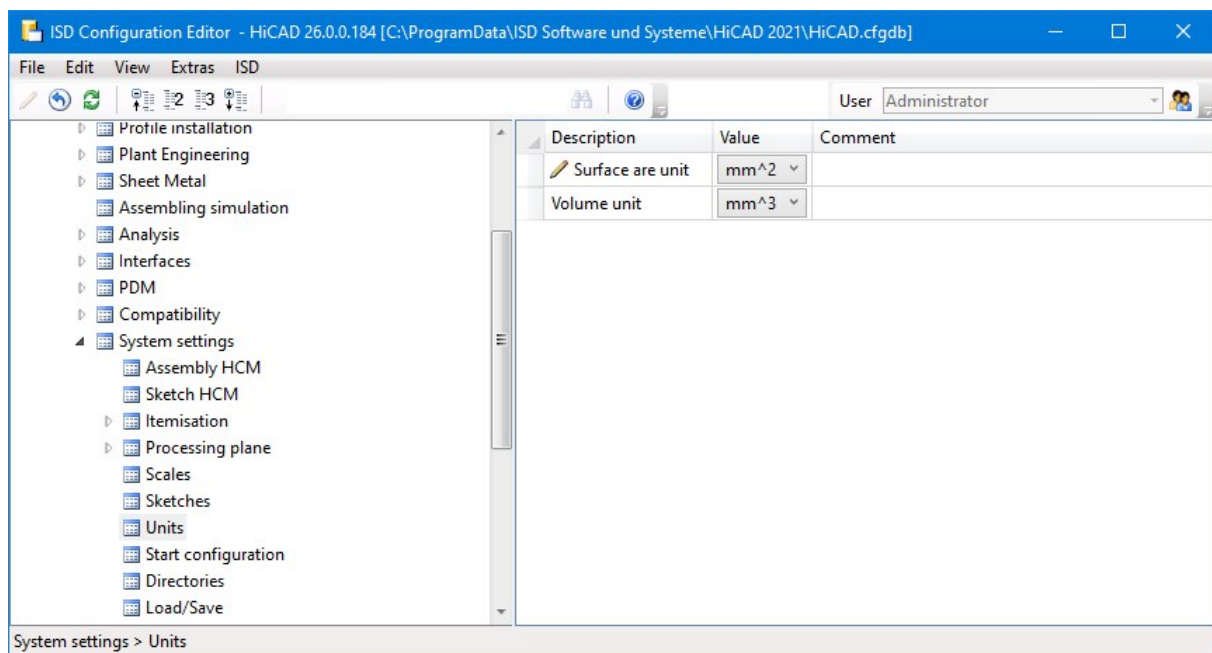 ISD Configuration Editor - HiCAD 26.0.0.184 [C:\ProgramData\ISD Software und Systeme\HiCAD 2021\HiCAD.cfgdb]
File Edit View Extras ISD
2 3 User Administrator
Profile installation
Plant Engineering
Sheet Metal
Assembling simulation
Analysis
Interfaces
PDM
Compatibility
System settings
Assembly HCM
Sketch HCM
Itemisation
Processing plane
Scales
Sketches
Units
Start configuration
Directories
Load/Save
Description Value Comment
Surface are unit mm^2
Volume unit mm^3
System settings > Units